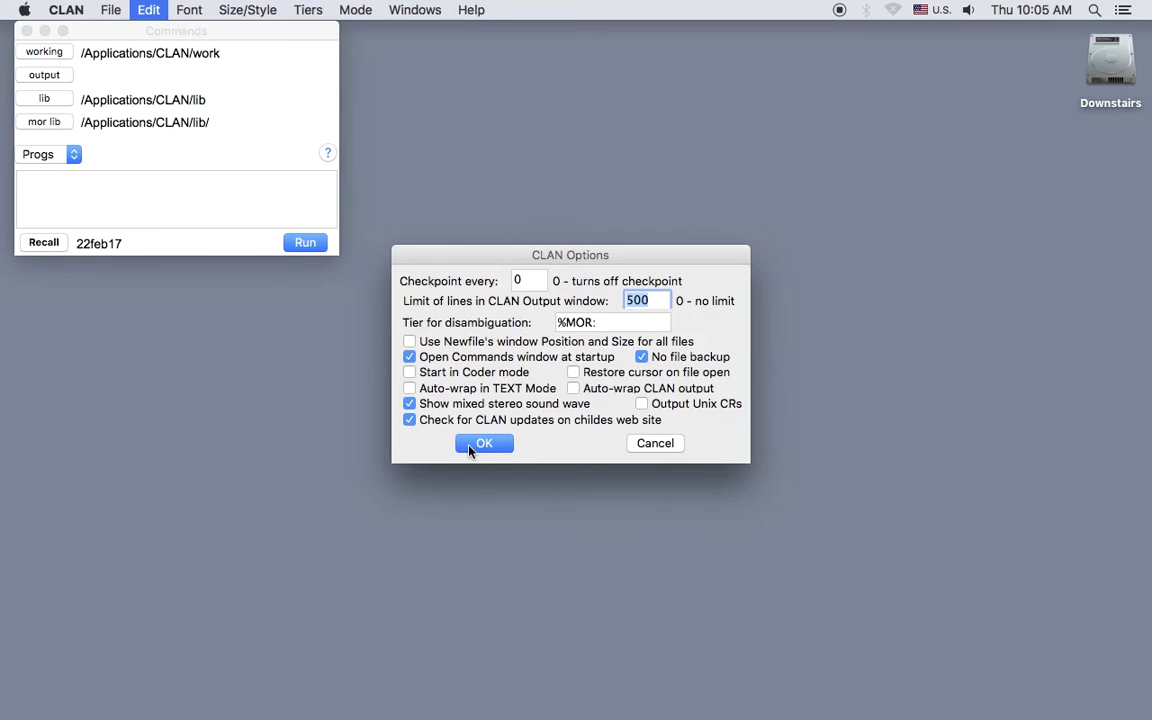 CLAN File Edit Font Size/Style Tiers Mode Windows Help U.S. Thu 10:05 AM
Commands
working /Applications/CLAN/work
output
lib /Applications/CLAN/lib
mor lib /Applications/CLAN/lib/
Progs ?
Recall 22feb17 Run
Downstairs
CLAN Options
Checkpoint every: 0 0 - turns off checkpoint
Limit of lines in CLAN Output window: 500 0 - no limit
Tier for disambiguation: %MOR:
Use Newfile's window Position and Size for all files
Open Commands window at startup No file backup
Start in Coder mode Restore cursor on file open
Auto-wrap in TEXT Mode Auto-wrap CLAN output
Show mixed stereo sound wave Output Unix CRs
Check for CLAN updates on childes web site
OK Cancel